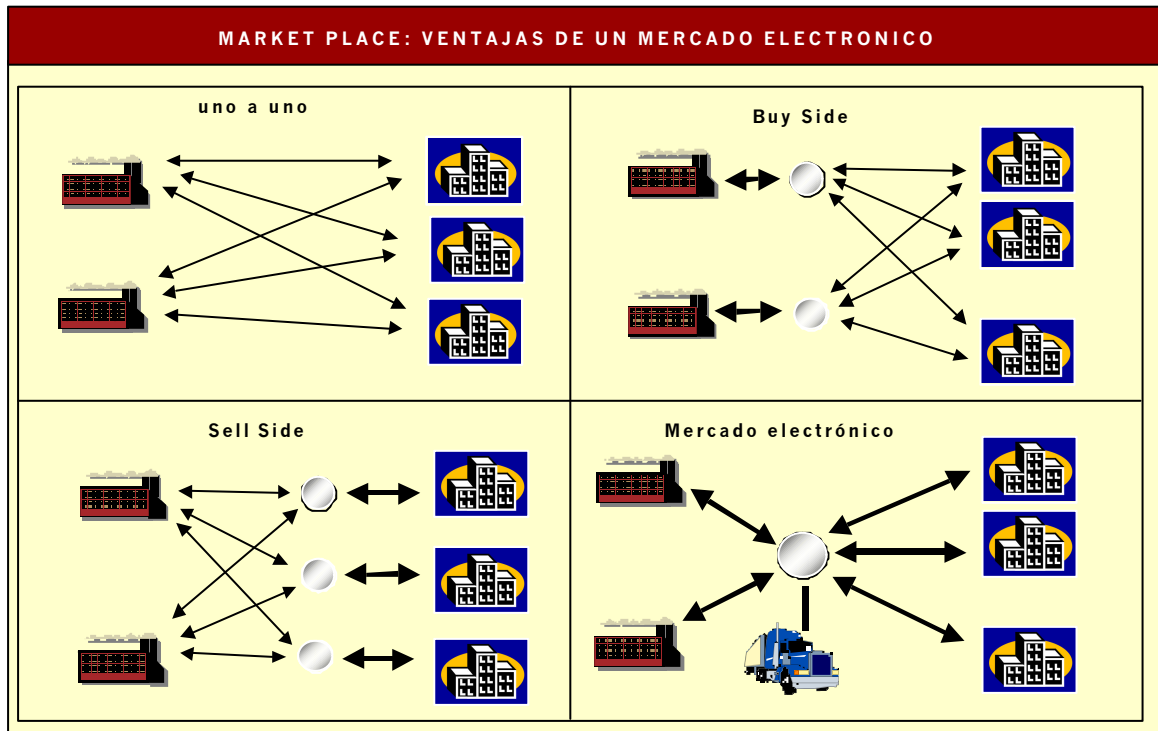 MARKET PLACE: VENTAJAS DE UN MERCADO ELECTRONICO
uno a uno
Buy Side
Sell Side
Mercado electrónico